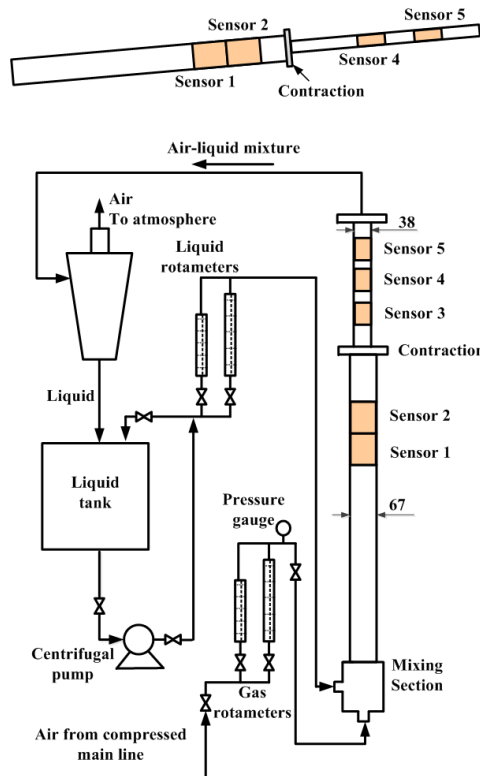 Sensor 5
Sensor 2
Sensor 1
Sensor 4
Contraction
Air-liquid mixture
Air
To atmosphere
Liquid
rotameters
38
Sensor 5
Sensor 4
Sensor 3
Contraction
Liquid
Sensor 2
Sensor 1
Liquid
tank
Pressure
gauge
67
Centrifugal
pump
Mixing
Section
Gas
rotameters
Air from compressed
main line